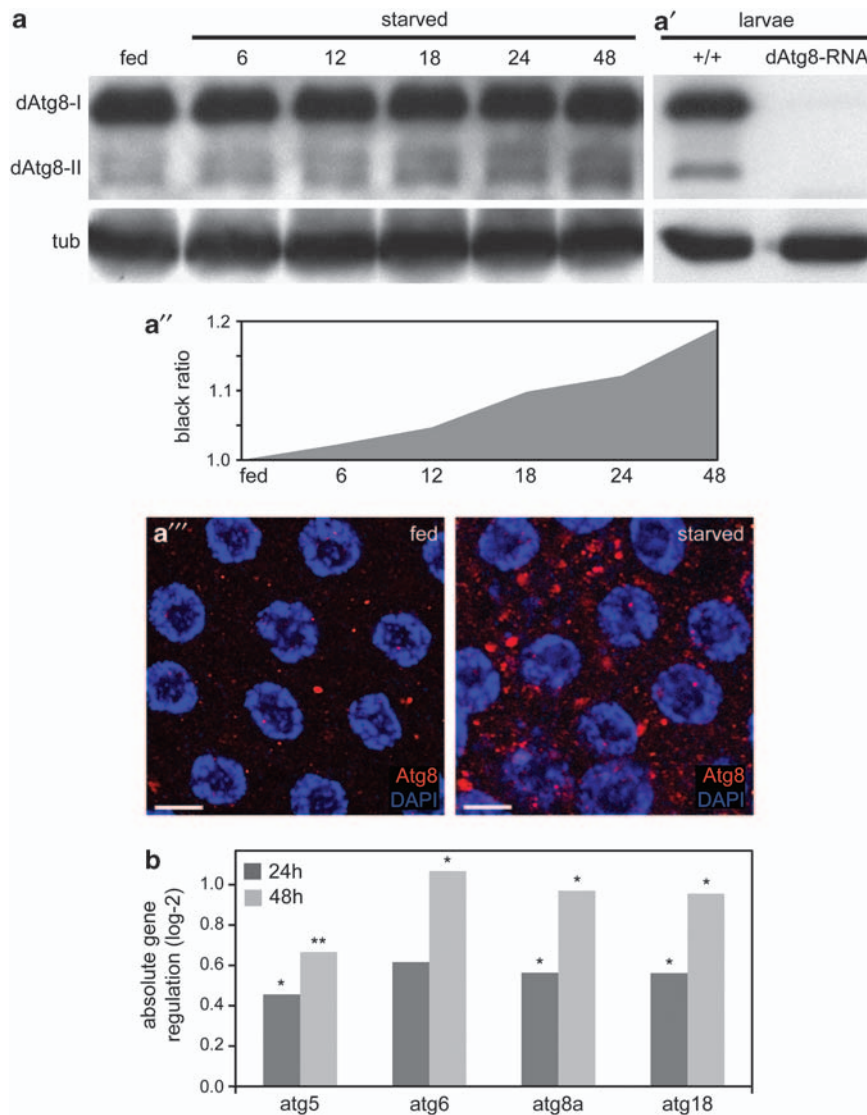 a
starved
a′
larvae
fed 6 12 18 24 48
+/+ dAtg8-RNA
dAtg8-I
dAtg8-II
tub
a″
black ratio
1.2
1.1
1.0
fed 6 12 18 24 48
a‴
fed
Atg8
DAPI
starved
Atg8
DAPI
b
absolute gene
regulation (log-2)
24h
48h
1.0
0.8
0.6
0.4
0.2
0.0
* ** * * * * *
atg5 atg6 atg8a atg18